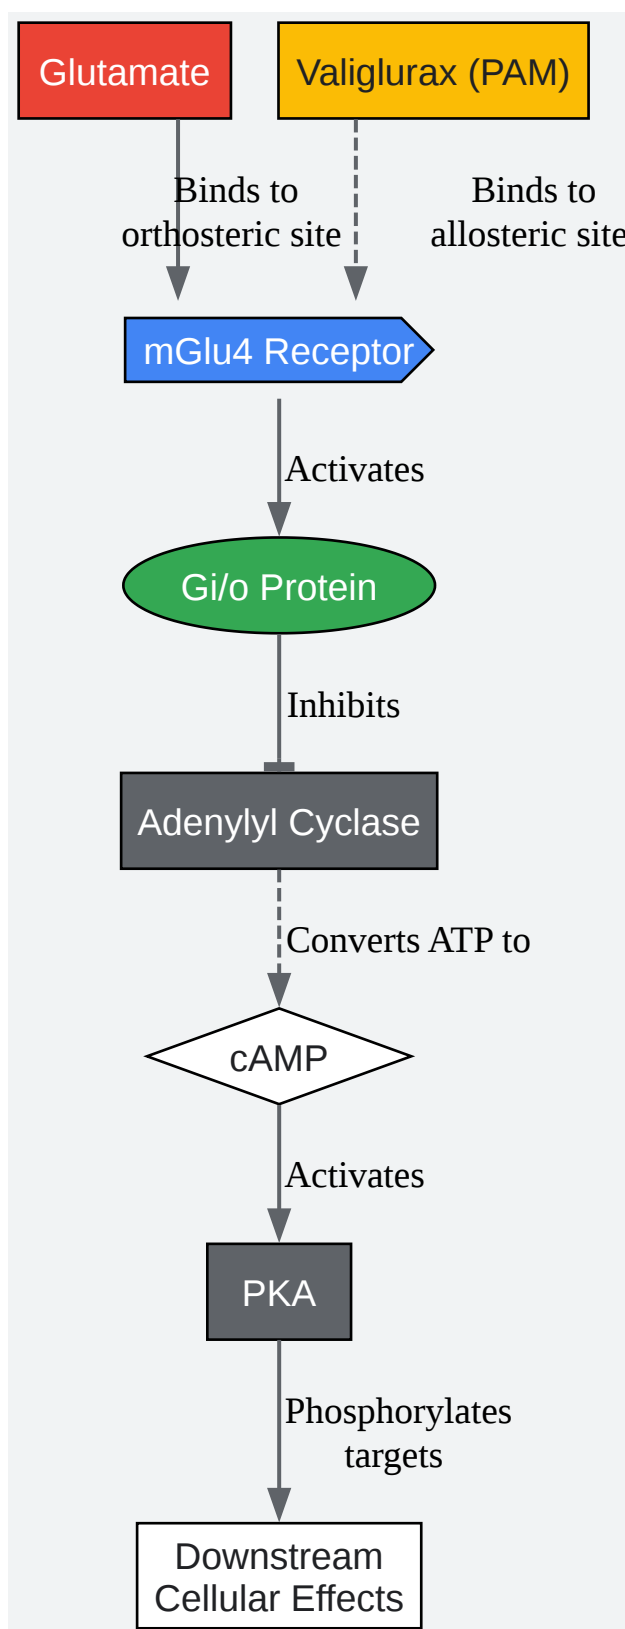 Glutamate
Valiglurax (PAM)
Binds to
orthosteric site
Binds to
allosteric site
mGlu4 Receptor
Activates
Gi/o Protein
Inhibits
Adenylyl Cyclase
Converts ATP to
cAMP
Activates
PKA
Phosphorylates
targets
Downstream
Cellular Effects